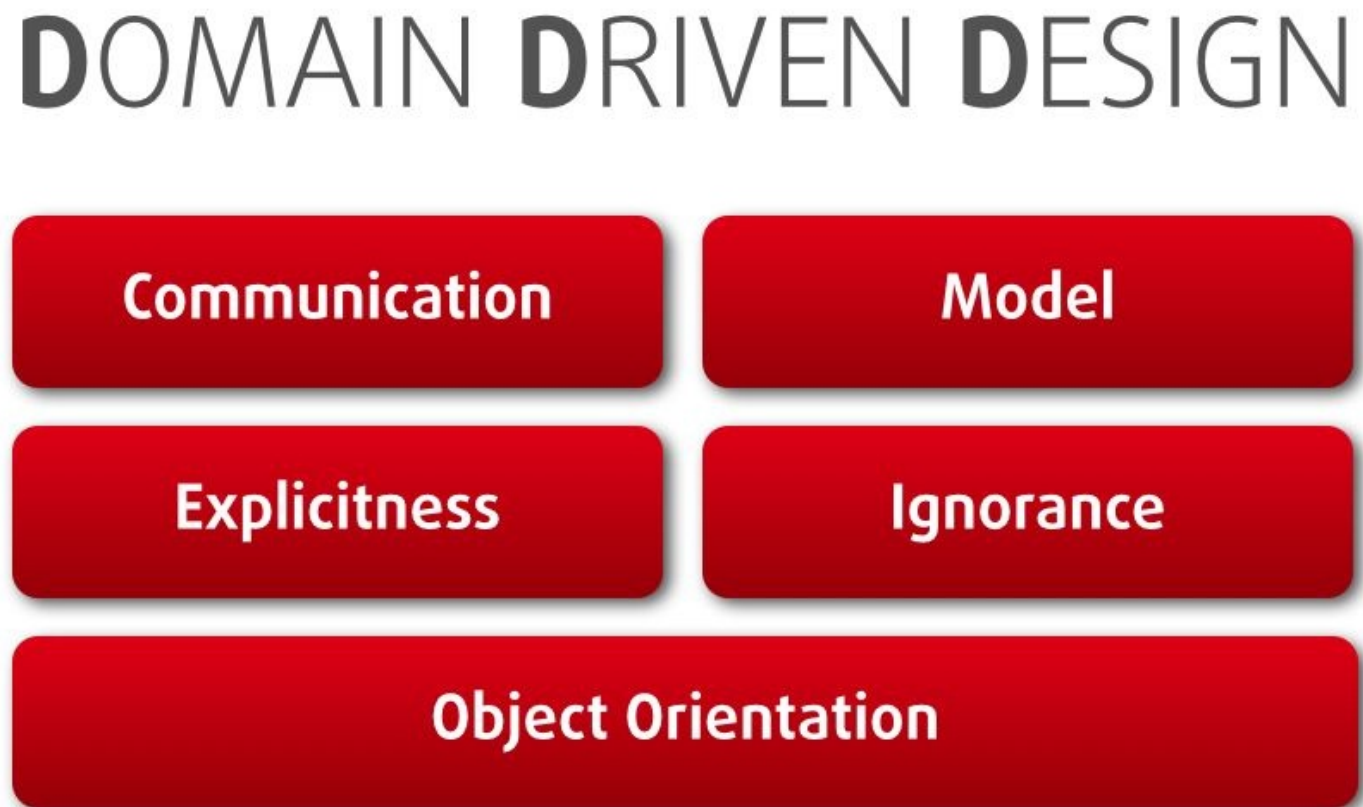 DOMAIN DRIVEN DESIGN
Communication
Model
Explicitness
Ignorance
Object Orientation